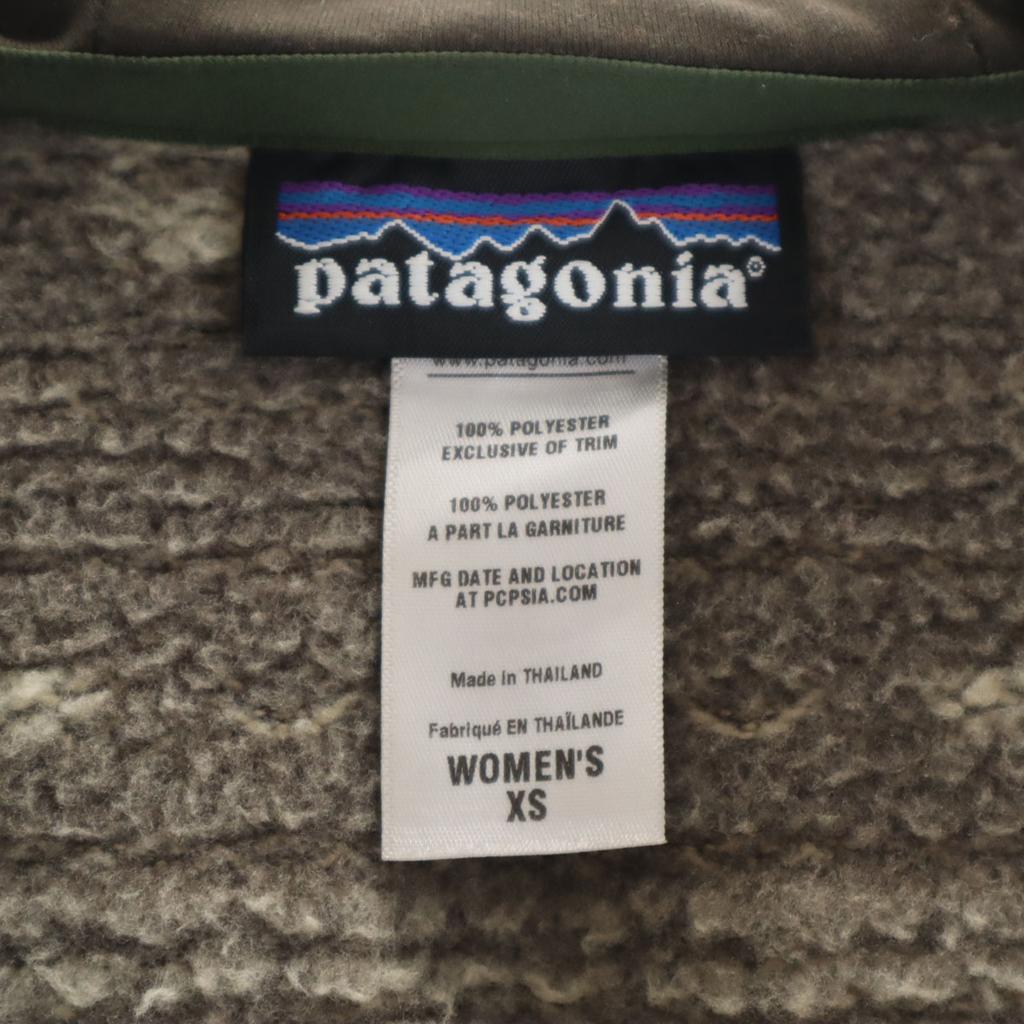 patagonia®
www.patagonia.com
100% POLYESTER
EXCLUSIVE OF TRIM
100% POLYESTER
A PART LA GARNITURE
MFG DATE AND LOCATION
AT PCPSIA.COM
Made in THAILAND
Fabriqué EN THAÏLANDE
WOMEN'S
XS